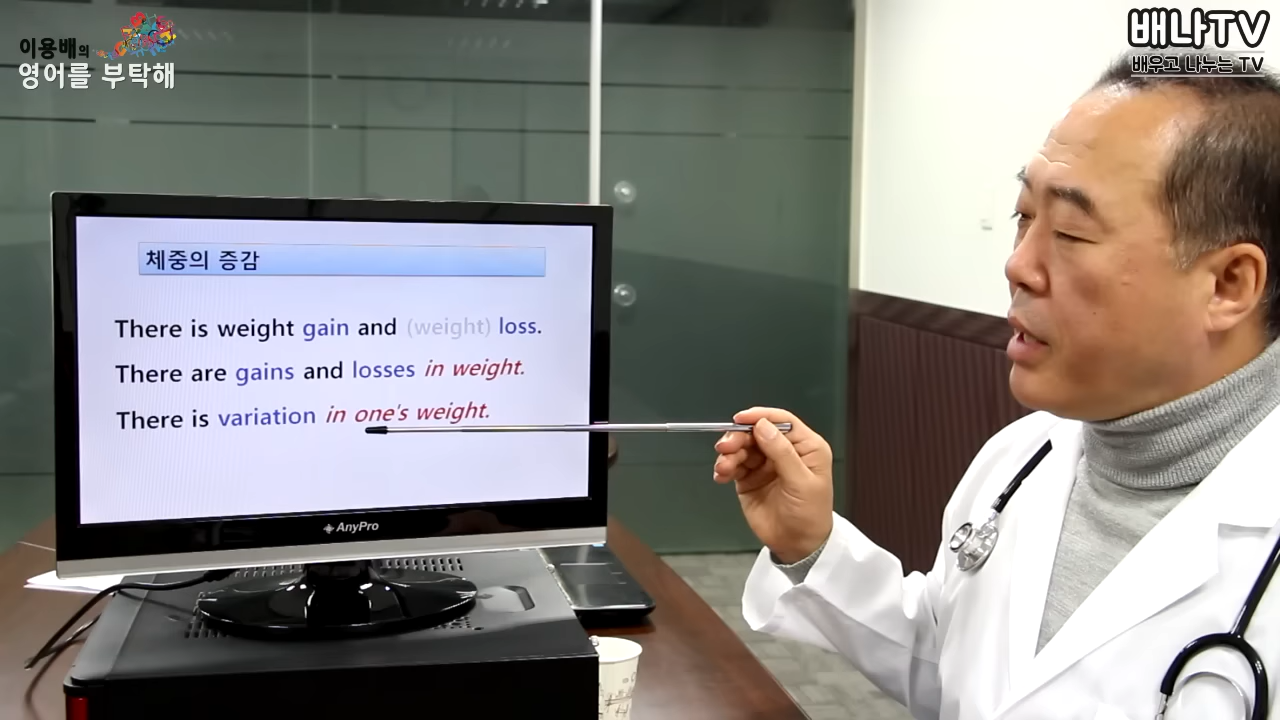 이용배의
영어를 부탁해
배나TV
배우고 나누는 TV
체중의 증감
There is weight gain and (weight) loss.
There are gains and losses in weight.
There is variation in one's weight.
AnyPro